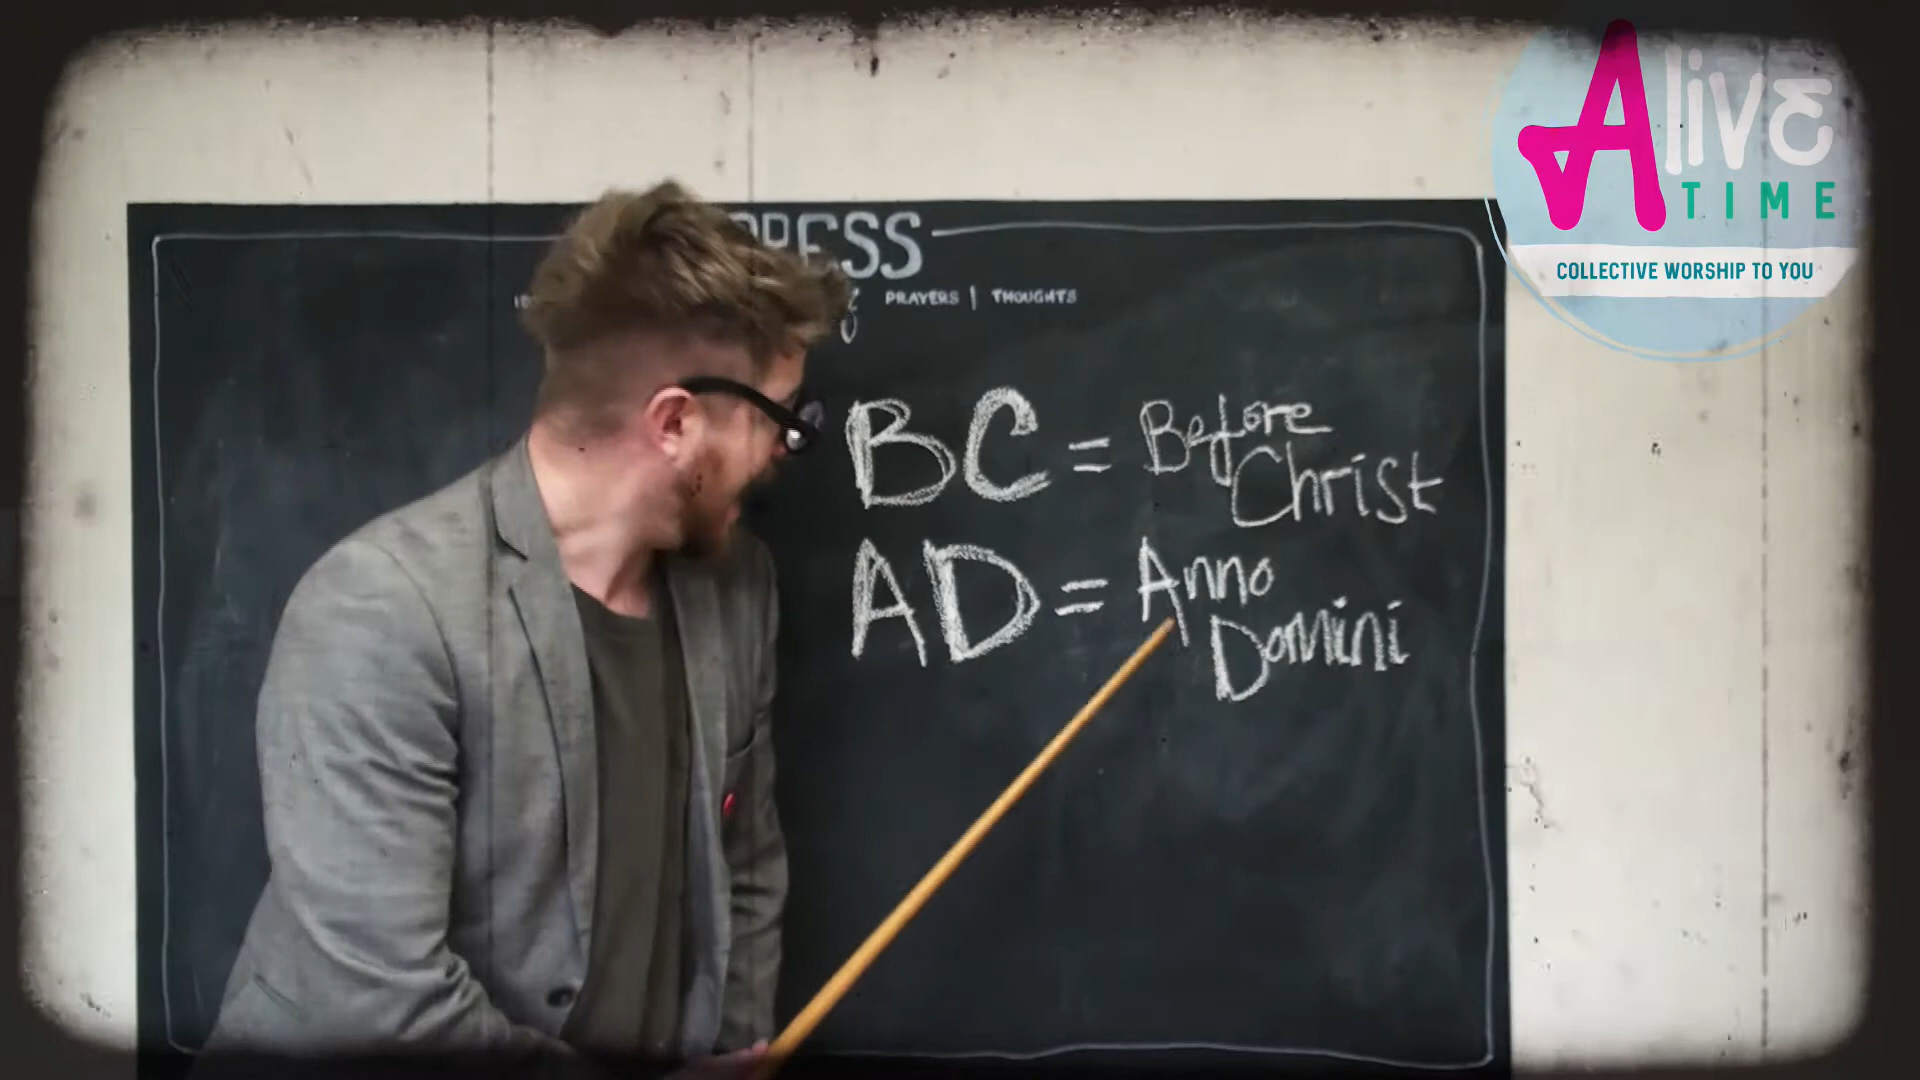 Alive
TIME
COLLECTIVE WORSHIP TO YOU
PRAYERS | THOUGHTS
BC = Before
Christ
AD = Anno
Domini